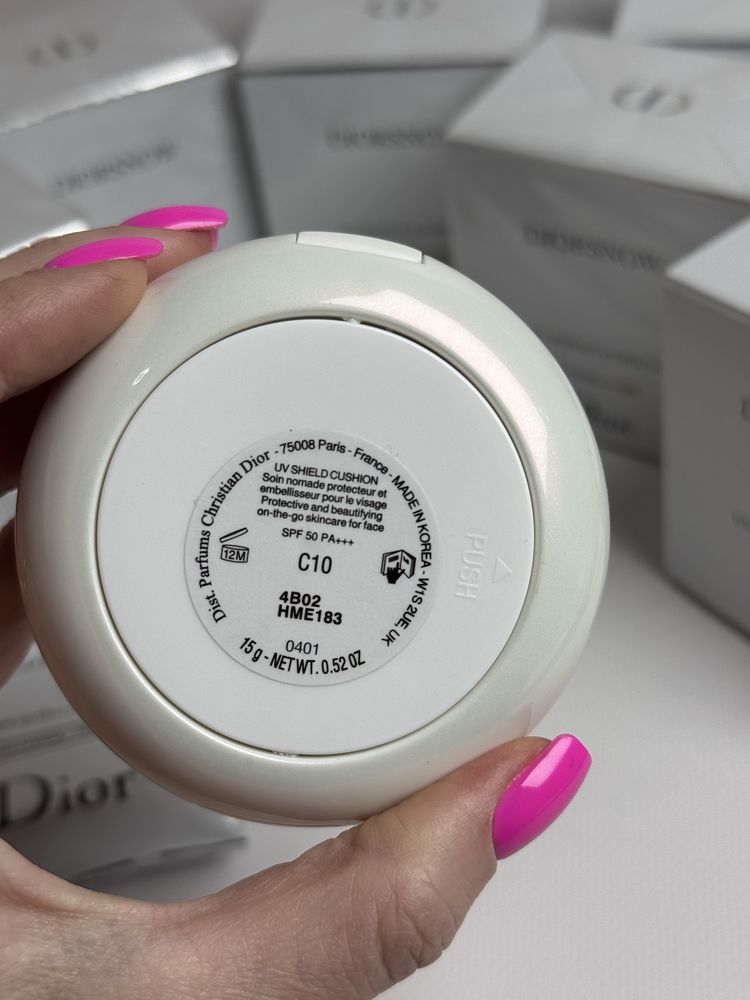 DIORSNOW
DIORSNOW
DIORSNOW
Dist. Parfums Christian Dior - 75008 Paris - France - MADE IN KOREA - W1S 2UE UK
UV SHIELD CUSHION
Soin nomade protecteur et
embellisseur pour le visage
Protective and beautifying
on-the-go skincare for face
SPF 50 PA+++
12M
C10
4B02
HME183
0401
15 g - NET WT. 0.52 OZ
PUSH
Dior